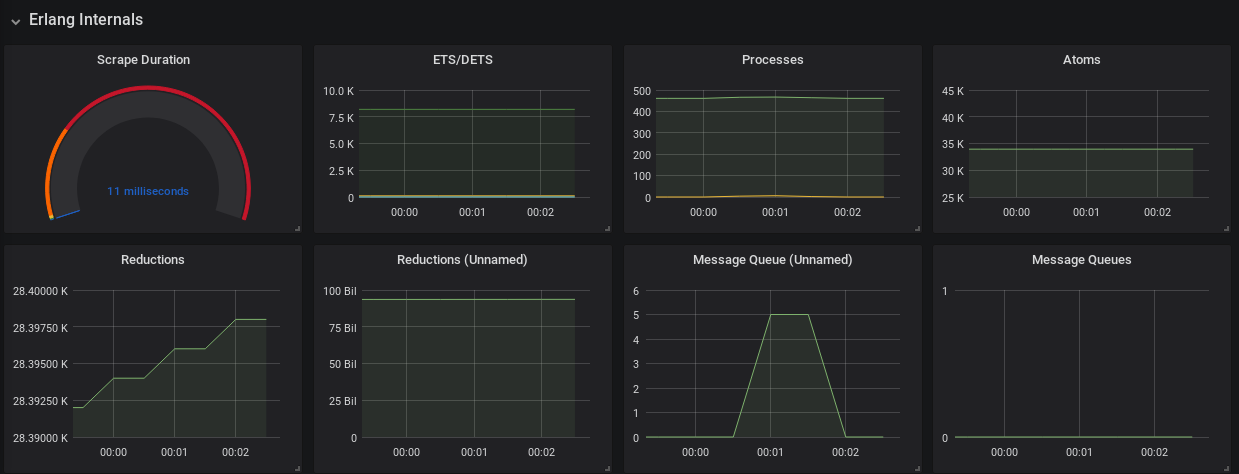 Erlang Internals
Scrape Duration
11 milliseconds
ETS/DETS
10.0 K
7.5 K
5.0 K
2.5 K
0
00:00 00:01 00:02
Processes
500
400
300
200
100
0
00:00 00:01 00:02
Atoms
45 K
40 K
35 K
30 K
25 K
00:00 00:01 00:02
Reductions
28.40000 K
28.39750 K
28.39500 K
28.39250 K
28.39000 K
00:00 00:01 00:02
Reductions (Unnamed)
100 Bil
75 Bil
50 Bil
25 Bil
0
00:00 00:01 00:02
Message Queue (Unnamed)
6
5
4
3
2
1
0
00:00 00:01 00:02
Message Queues
1
0
00:00 00:01 00:02